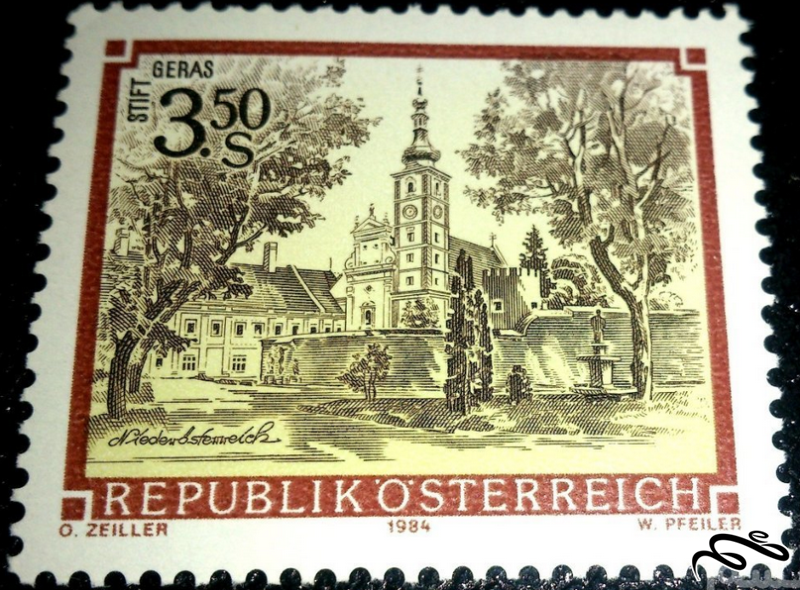 STIFT GERAS
3.50
S
Niederösterreich
REPUBLIK ÖSTERREICH
O. ZEILLER 1984 W. PFEILER